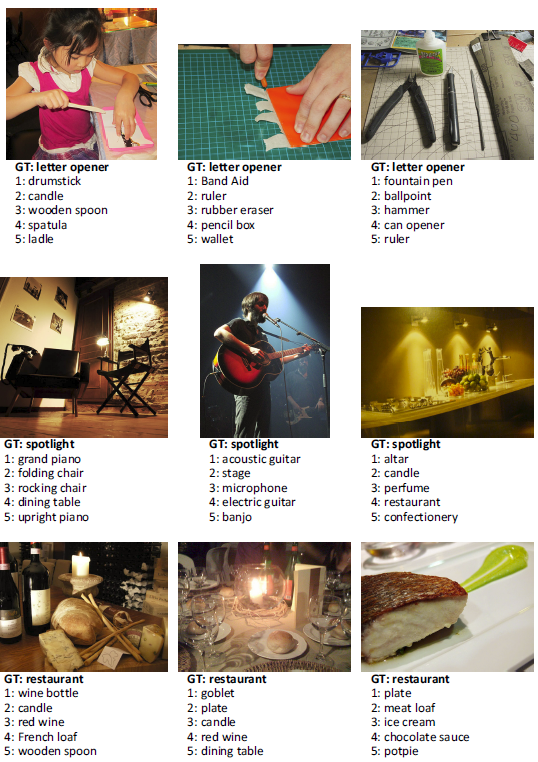 GT: letter opener
1: drumstick
2: candle
3: wooden spoon
4: spatula
5: ladle
GT: letter opener
1: Band Aid
2: ruler
3: rubber eraser
4: pencil box
5: wallet
GT: letter opener
1: fountain pen
2: ballpoint
3: hammer
4: can opener
5: ruler
GT: spotlight
1: grand piano
2: folding chair
3: rocking chair
4: dining table
5: upright piano
GT: spotlight
1: acoustic guitar
2: stage
3: microphone
4: electric guitar
5: banjo
GT: spotlight
1: altar
2: candle
3: perfume
4: restaurant
5: confectionery
GT: restaurant
1: wine bottle
2: candle
3: red wine
4: French loaf
5: wooden spoon
GT: restaurant
1: goblet
2: plate
3: candle
4: red wine
5: dining table
GT: restaurant
1: plate
2: meat loaf
3: ice cream
4: chocolate sauce
5: potpie